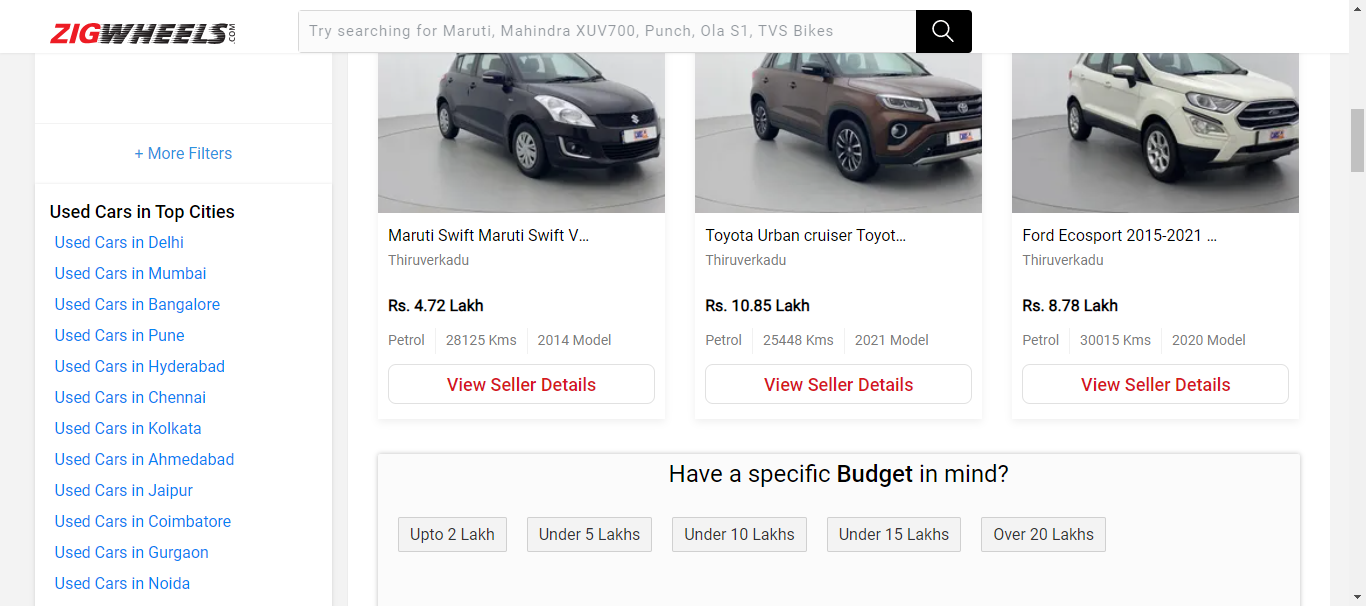 ZIGWHEELS.COM
Try searching for Maruti, Mahindra XUV700, Punch, Ola S1, TVS Bikes
+ More Filters
Used Cars in Top Cities
Used Cars in Delhi
Used Cars in Mumbai
Used Cars in Bangalore
Used Cars in Pune
Used Cars in Hyderabad
Used Cars in Chennai
Used Cars in Kolkata
Used Cars in Ahmedabad
Used Cars in Jaipur
Used Cars in Coimbatore
Used Cars in Gurgaon
Used Cars in Noida
Maruti Swift Maruti Swift V...
Thiruverkadu
Rs. 4.72 Lakh
Petrol 28125 Kms 2014 Model
View Seller Details
Toyota Urban cruiser Toyot...
Thiruverkadu
Rs. 10.85 Lakh
Petrol 25448 Kms 2021 Model
View Seller Details
Ford Ecosport 2015-2021 ...
Thiruverkadu
Rs. 8.78 Lakh
Petrol 30015 Kms 2020 Model
View Seller Details
Have a specific Budget in mind?
Upto 2 Lakh Under 5 Lakhs Under 10 Lakhs Under 15 Lakhs Over 20 Lakhs